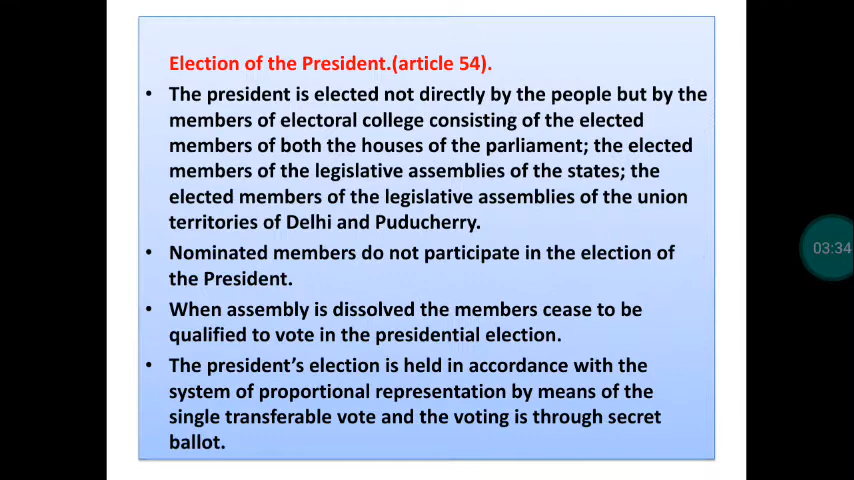 Election of the President.(article 54).
• The president is elected not directly by the people but by the
members of electoral college consisting of the elected
members of both the houses of the parliament; the elected
members of the legislative assemblies of the states; the
elected members of the legislative assemblies of the union
territories of Delhi and Puducherry.
• Nominated members do not participate in the election of
the President.
• When assembly is dissolved the members cease to be
qualified to vote in the presidential election.
• The president’s election is held in accordance with the
system of proportional representation by means of the
single transferable vote and the voting is through secret
ballot.
03:34